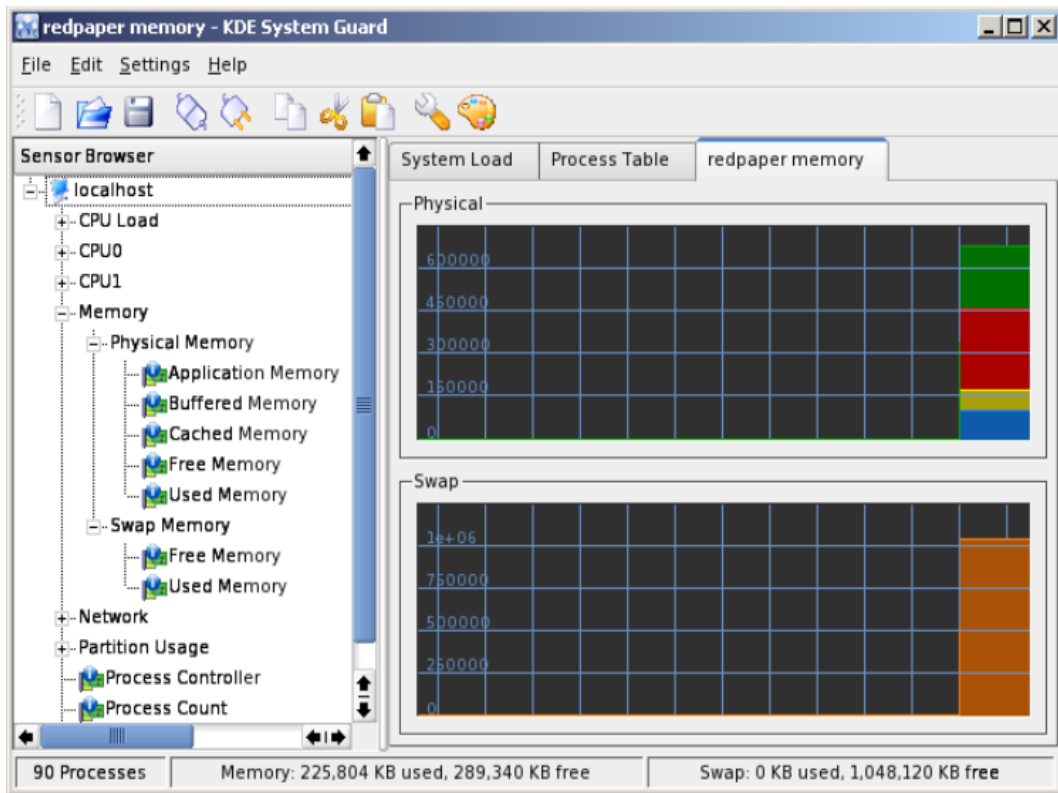 redpaper memory - KDE System Guard
File Edit Settings Help
Sensor Browser
localhost
CPU Load
CPU0
CPU1
Memory
Physical Memory
Application Memory
Buffered Memory
Cached Memory
Free Memory
Used Memory
Swap Memory
Free Memory
Used Memory
Network
Partition Usage
Process Controller
Process Count
System Load Process Table redpaper memory
Physical
600000
450000
300000
150000
0
Swap
1e+06
750000
500000
250000
0
90 Processes Memory: 225,804 KB used, 289,340 KB free Swap: 0 KB used, 1,048,120 KB free